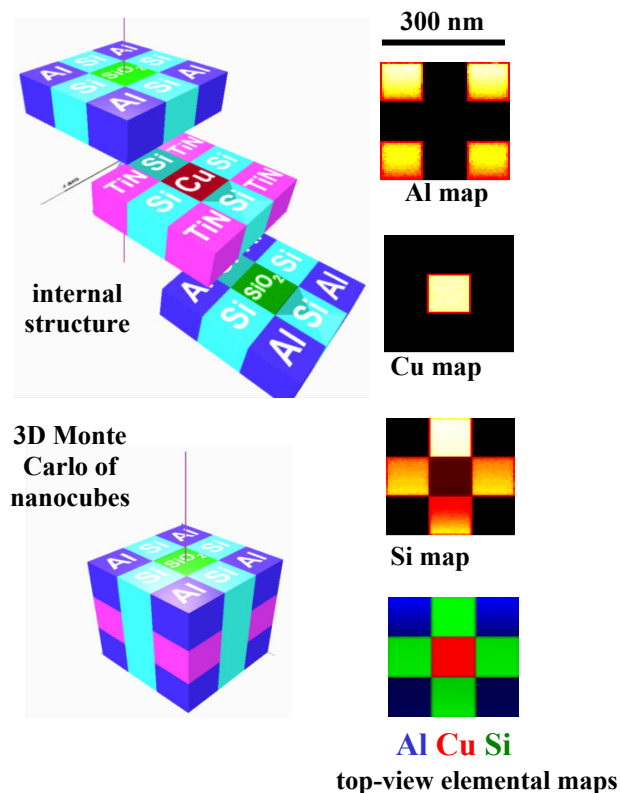 Al
Si
Al
SiO2
Si
Al
Si
Al
TiN
Si
Si
Cu
TiN
TiN
Si
Si
TiN
Si
Al
SiO2
Si
Si
Al
internal
structure
3D Monte
Carlo of
nanocubes
Al
Si
Al
SiO2
Si
Al
Si
Al
300 nm
Al map
Cu map
Si map
Al Cu Si
top-view elemental maps